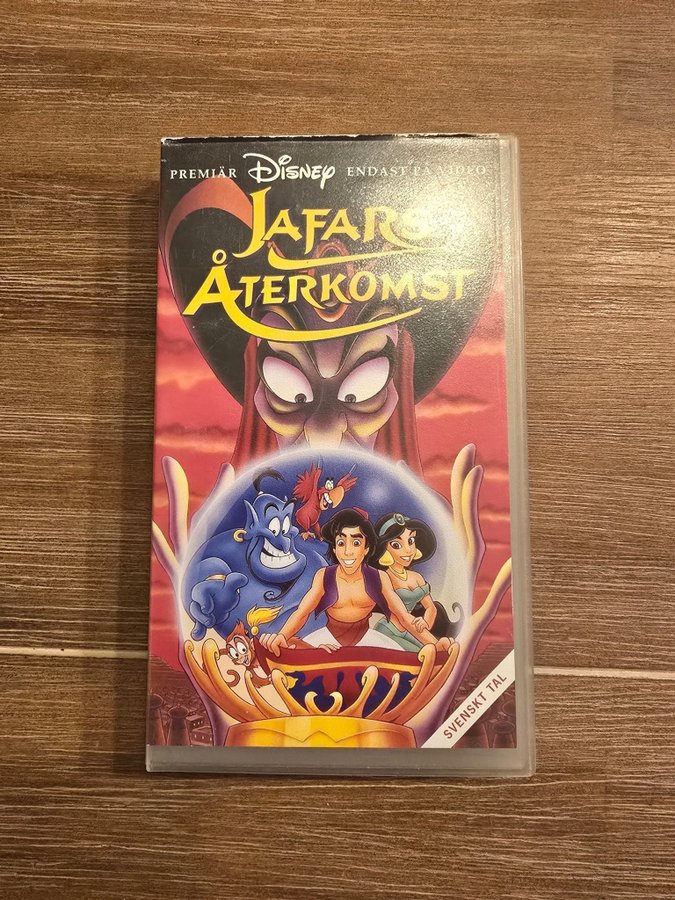 PREMIÄR Disney ENDAST PÅ VIDEO
JAFARS
ÅTERKOMST
SVENSKT TAL